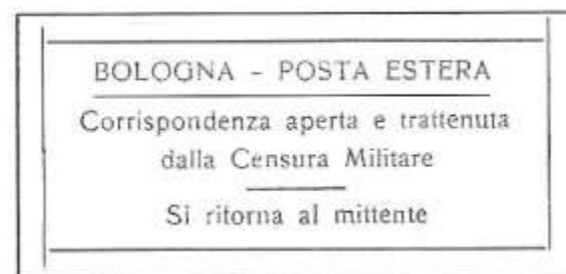 BOLOGNA - POSTA ESTERA
Corrispondenza aperta e trattenuta
dalla Censura Militare
Si ritorna al mittente